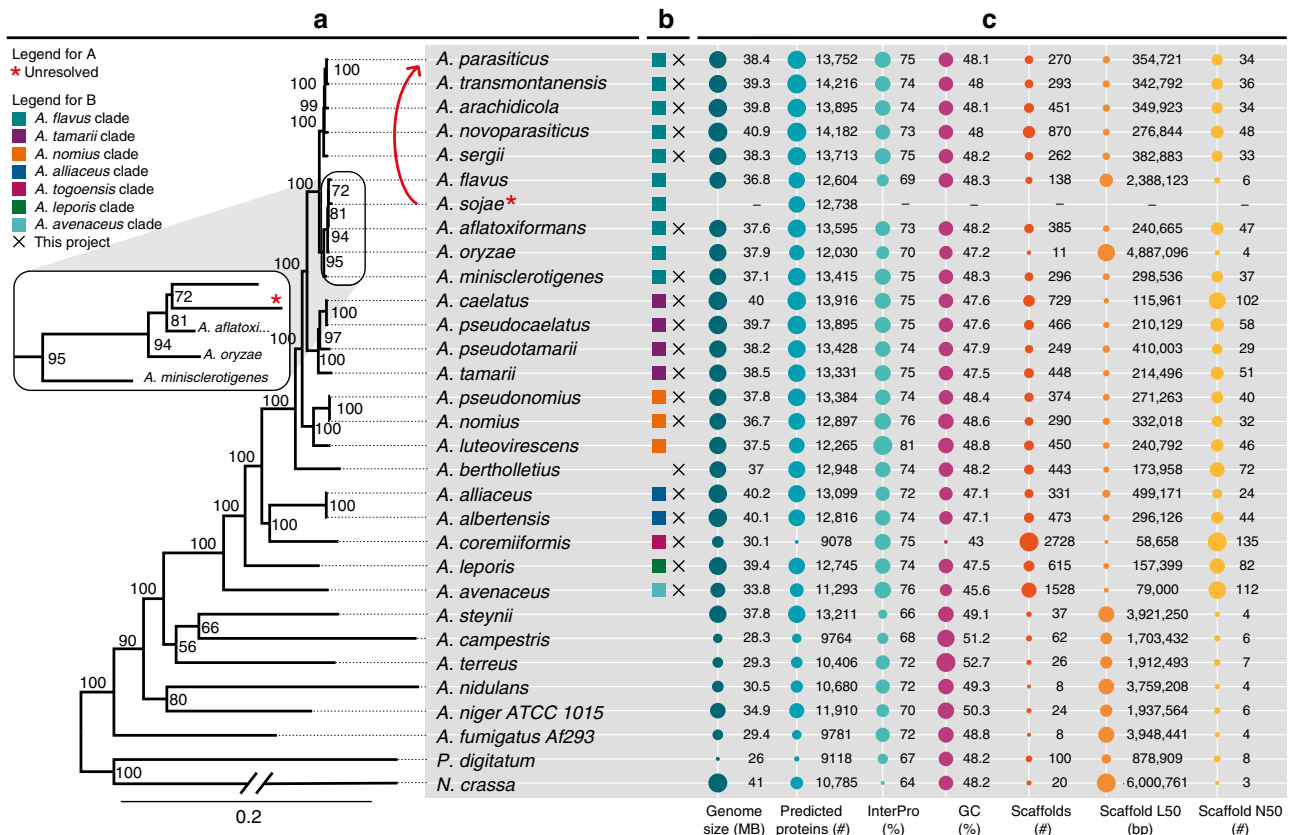 a
b
c
Legend for A
* Unresolved
Legend for B
A. flavus clade
A. tamarii clade
A. nomius clade
A. alliaceus clade
A. togoensis clade
A. leporis clade
A. avenaceus clade
× This project
100
100
99
100
100
72
81
94
95
100
100
97
100
100
100
100
100
100
100
100
100
100
66
56
90
100
80
100
0.2
72
*
81
A. aflatoxi...
94
A. oryzae
95
A. minisclerotigenes
A. parasiticus × 38.4 13,752 75 48.1 270 354,721 34
A. transmontanensis × 39.3 14,216 74 48 293 342,792 36
A. arachidicola × 39.8 13,895 74 48.1 451 349,923 34
A. novoparasiticus × 40.9 14,182 73 48 870 276,844 48
A. sergii × 38.3 13,713 75 48.2 262 382,883 33
A. flavus 36.8 12,604 69 48.3 138 2,388,123 6
A. sojae* – 12,738 – – – – –
A. aflatoxiformans × 37.6 13,595 73 48.2 385 240,665 47
A. oryzae 37.9 12,030 70 47.2 11 4,887,096 4
A. minisclerotigenes × 37.1 13,415 75 48.3 296 298,536 37
A. caelatus × 40 13,916 75 47.6 729 115,961 102
A. pseudocaelatus × 39.7 13,895 75 47.6 466 210,129 58
A. pseudotamarii × 38.2 13,428 74 47.9 249 410,003 29
A. tamarii × 38.5 13,331 74 47.5 448 214,496 51
A. pseudonomius × 37.8 13,384 74 48.4 374 271,263 40
A. nomius × 36.7 12,897 76 48.6 290 332,018 32
A. luteovirescens 37.5 12,265 81 48.8 450 240,792 46
A. bertholletius × 37 12,948 74 48.2 443 173,958 72
A. alliaceus × 40.2 13,099 72 47.1 331 499,171 24
A. albertensis × 40.1 12,816 74 47.1 473 296,126 44
A. coremiiformis × 30.1 9078 75 43 2728 58,658 135
A. leporis × 39.4 12,745 74 47.5 615 157,399 82
A. avenaceus × 33.8 11,293 76 45.6 1528 79,000 112
A. steynii 37.8 13,211 66 49.1 37 3,921,250 4
A. campestris 28.3 9764 68 51.2 62 1,703,432 6
A. terreus 29.3 10,406 72 52.7 26 1,912,493 7
A. nidulans 30.5 10,680 72 49.3 8 3,759,208 4
A. niger ATCC 1015 34.9 11,910 70 50.3 24 1,937,564 6
A. fumigatus Af293 29.4 9781 72 48.8 8 3,948,441 4
P. digitatum 26 9118 67 48.2 100 878,909 8
N. crassa 41 10,785 64 48.2 20 6,000,761 3
Genome Predicted InterPro GC Scaffolds Scaffold L50 Scaffold N50
size (MB) proteins (#) (%) (%) (#) (bp) (#)